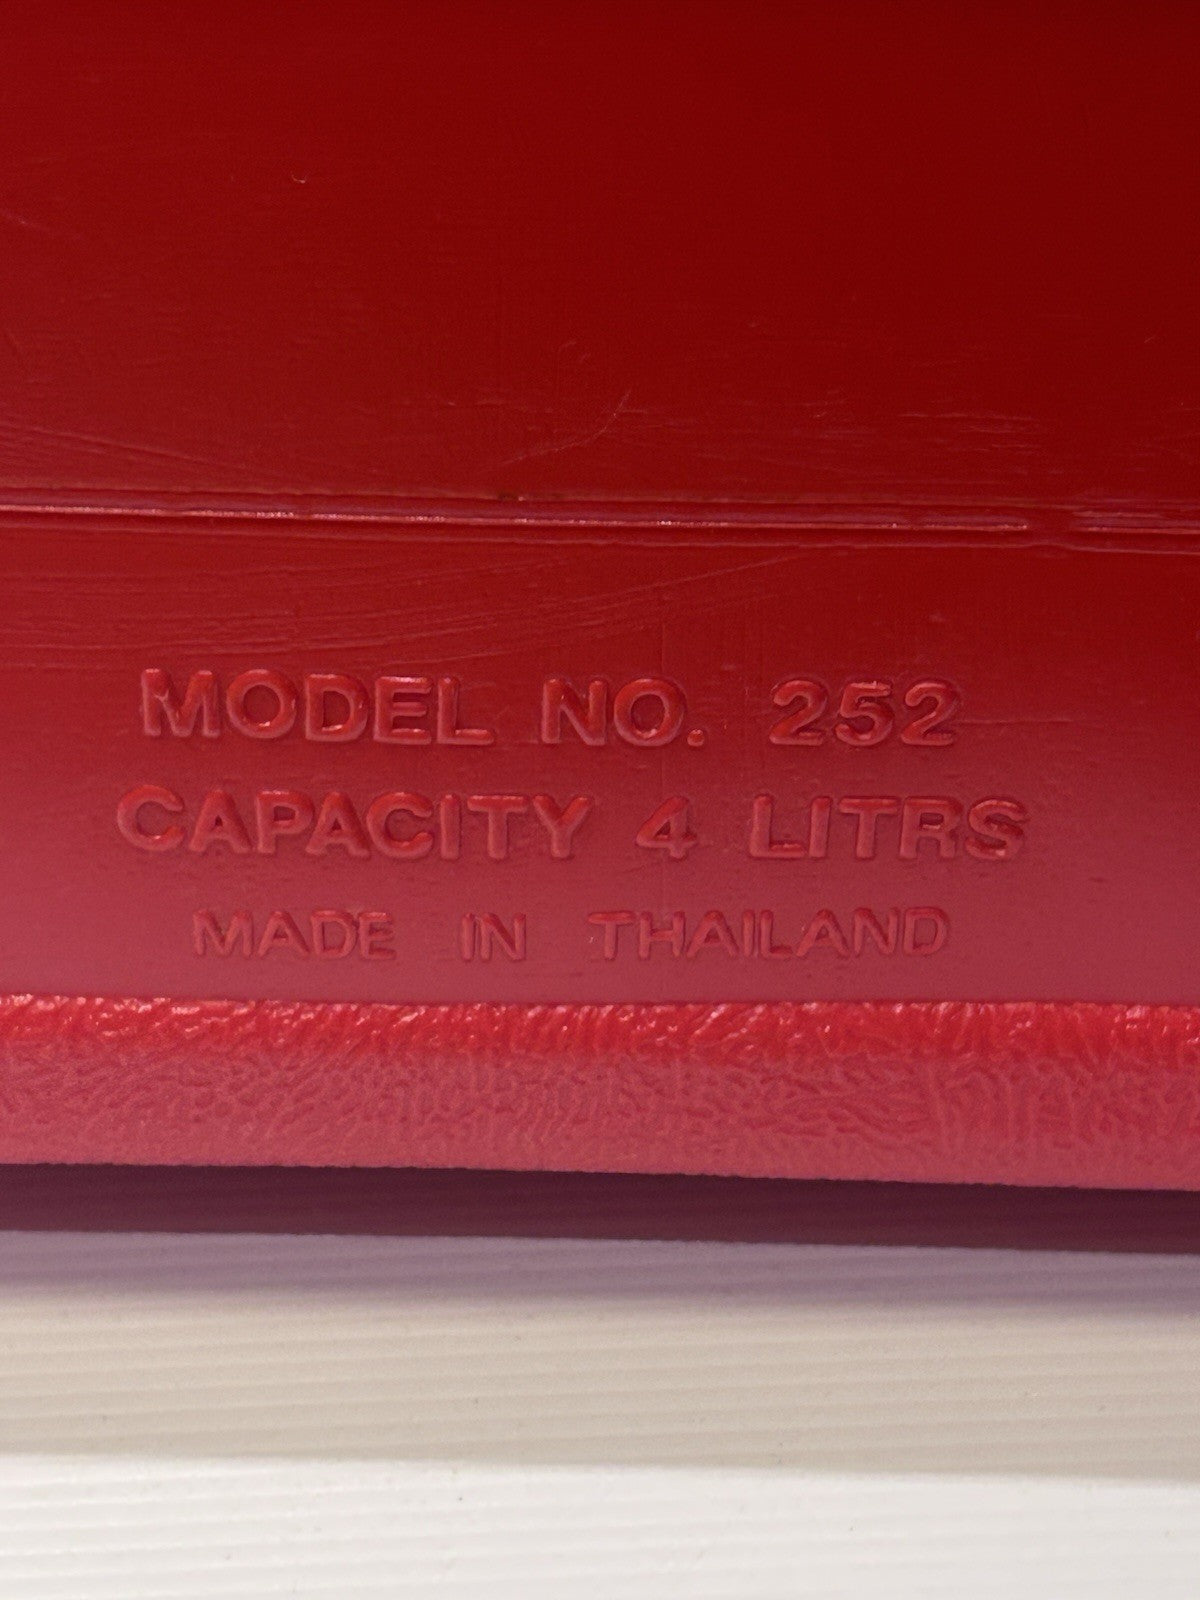 MODEL NO. 252
CAPACITY 4 LITRS
MADE IN THAILAND